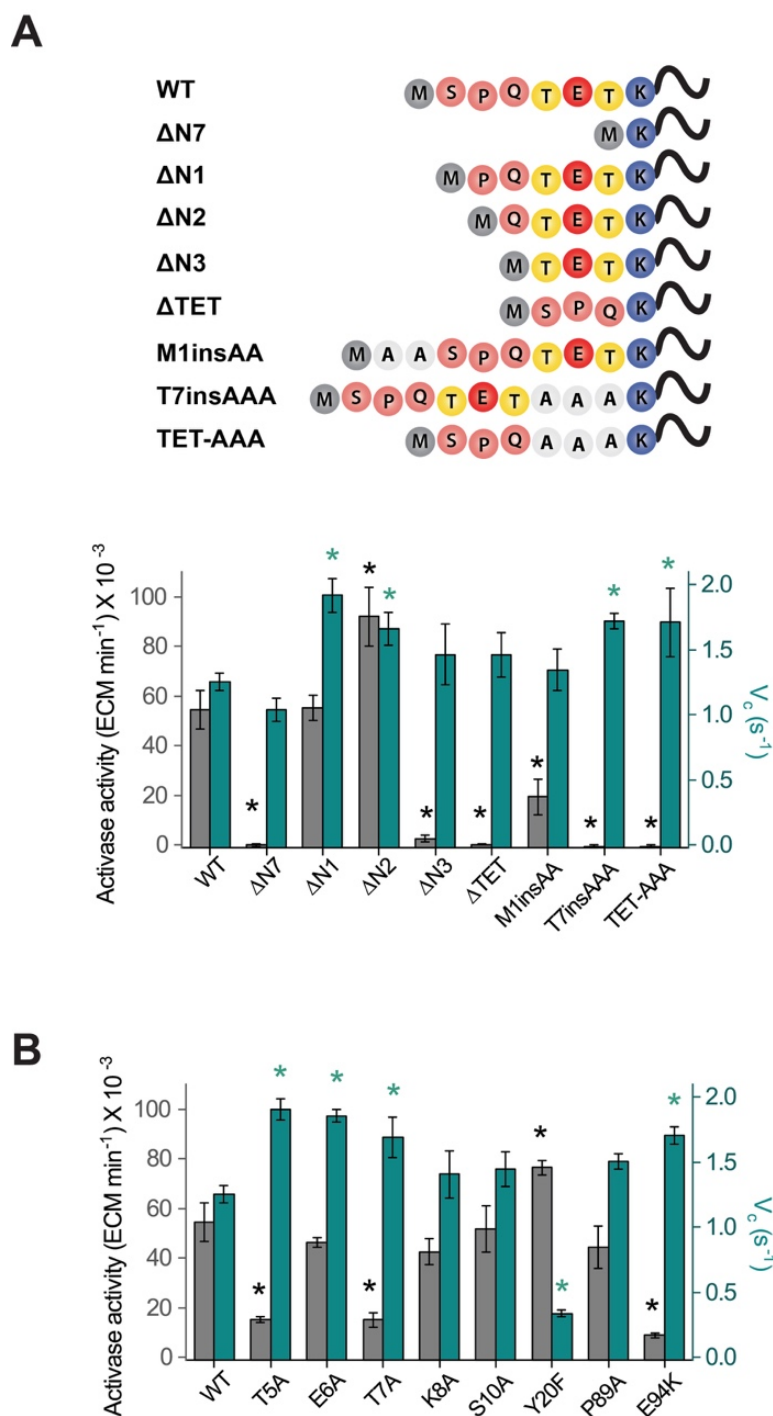 A
WT M S P Q T E T K
ΔN7 M K
ΔN1 M P Q T E T K
ΔN2 M Q T E T K
ΔN3 M T E T K
ΔTET M S P Q K
M1insAA M A A S P Q T E T K
T7insAAA M S P Q T E T A A A K
TET-AAA M S P Q A A A K
Activase activity (ECM min⁻¹) X 10⁻³
100
80
60
40
20
0
* * * * * * * * * * *
2.0
1.5
1.0
0.5
0.0
V_c (s⁻¹)
WT ΔN7 ΔN1 ΔN2 ΔN3 ΔTET M1insAA T7insAAA TET-AAA
B
Activase activity (ECM min⁻¹) X 10⁻³
100
80
60
40
20
0
* * * * * * * * *
2.0
1.5
1.0
0.5
0.0
V_c (s⁻¹)
WT T5A E6A T7A K8A S10A Y20F P89A E94K